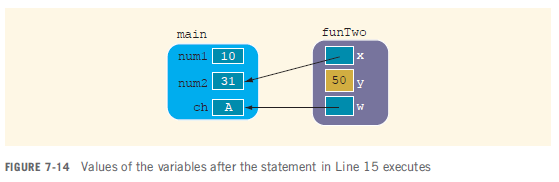 main funTwo
num1 10 x
num2 31 50 y
ch A w
FIGURE 7-14 Values of the variables after the statement in Line 15 executes